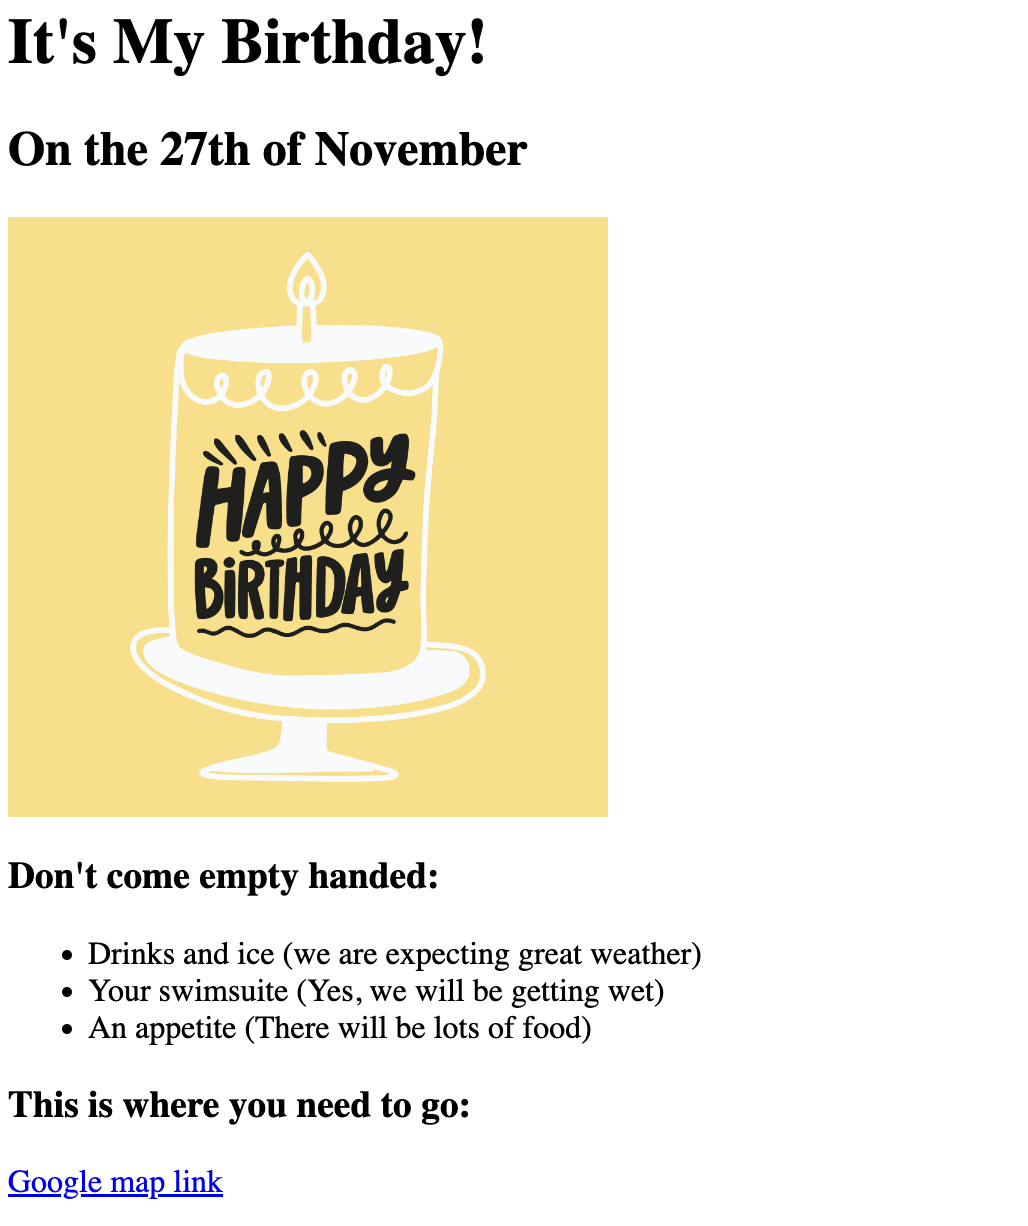 It's My Birthday!
On the 27th of November
HAPPY
BiRTHDAY
Don't come empty handed:
Drinks and ice (we are expecting great weather)
Your swimsuite (Yes, we will be getting wet)
An appetite (There will be lots of food)
This is where you need to go:
Google map link